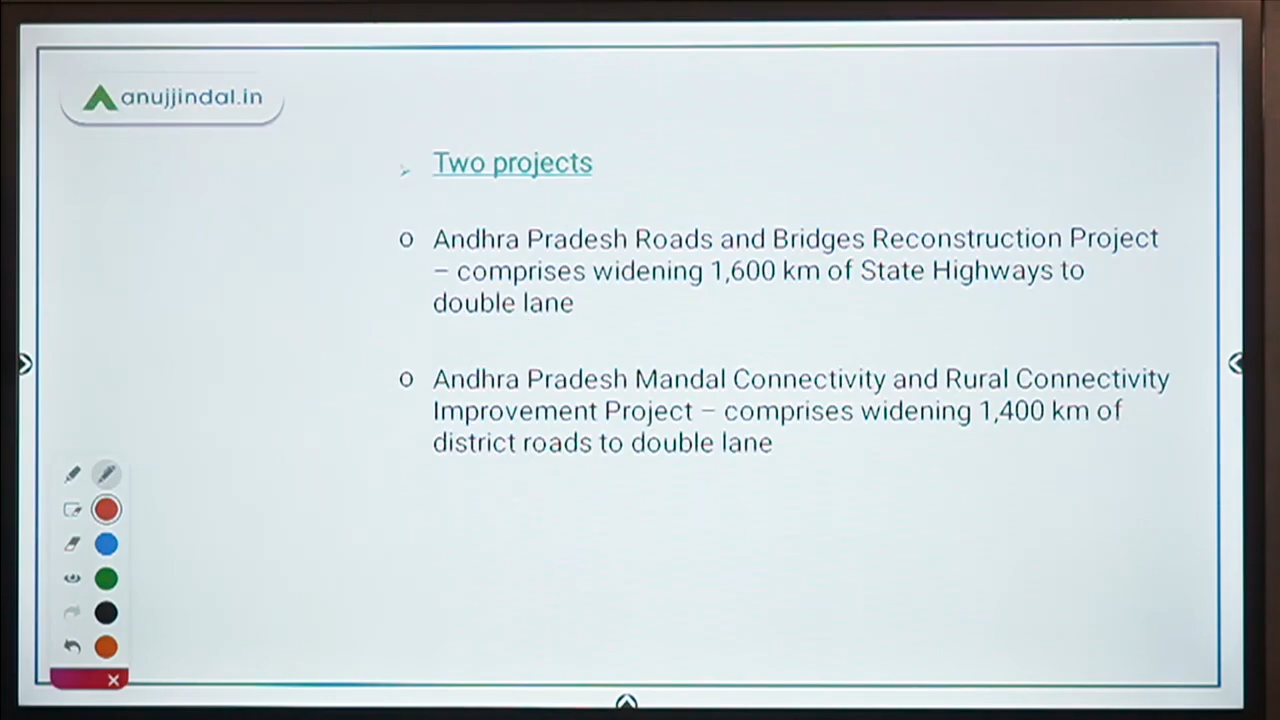 anujjindal.in
Two projects
o Andhra Pradesh Roads and Bridges Reconstruction Project
– comprises widening 1,600 km of State Highways to
double lane
o Andhra Pradesh Mandal Connectivity and Rural Connectivity
Improvement Project – comprises widening 1,400 km of
district roads to double lane